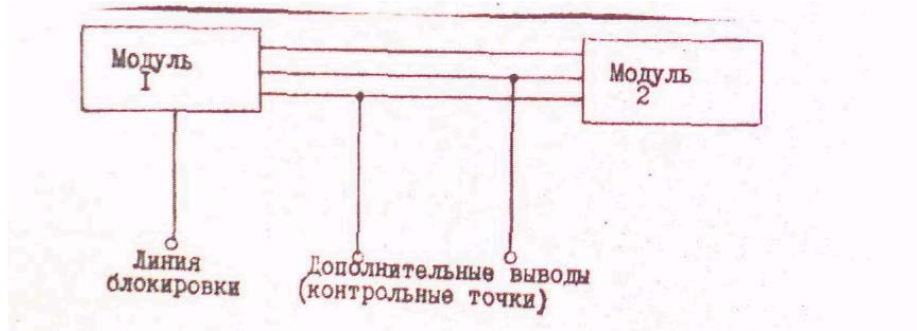 Модуль
I
Модуль
2
Линия
блокировки
Дополнительные выводы
(контрольные точки)